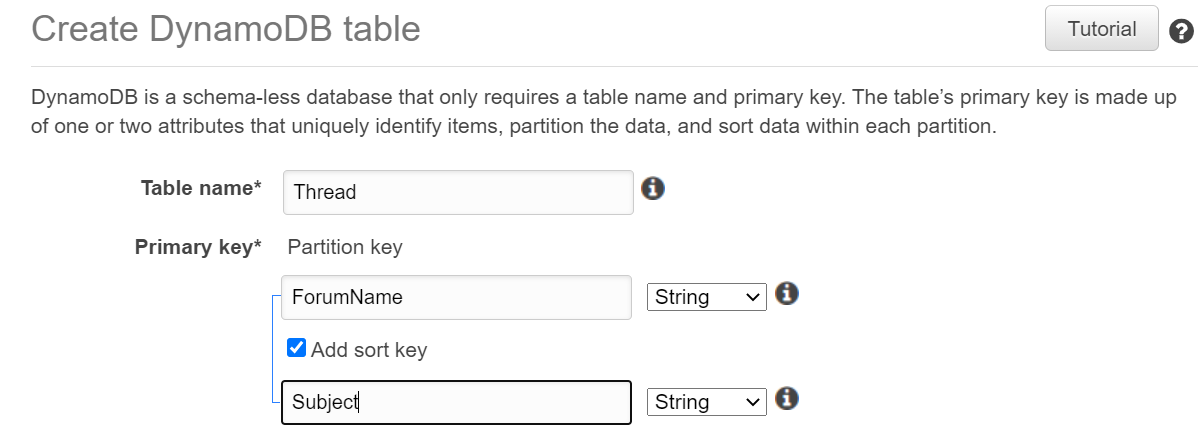 Create DynamoDB table
Tutorial
DynamoDB is a schema-less database that only requires a table name and primary key. The table’s primary key is made up
of one or two attributes that uniquely identify items, partition the data, and sort data within each partition.
Table name* Thread
Primary key* Partition key
ForumName String
Add sort key
Subject String